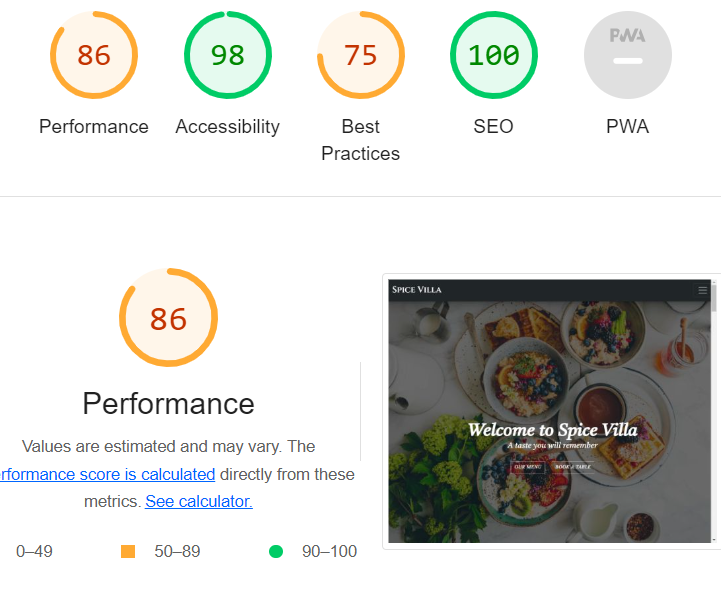 86
98
75
100
PWA
Performance
Accessibility
Best
Practices
SEO
PWA
86
Performance
Values are estimated and may vary. The
rformance score is calculated directly from these
metrics. See calculator.
0–49
50–89
90–100
Spice Villa
Welcome to Spice Villa
A taste you will remember
OUR MENU
BOOK A TABLE